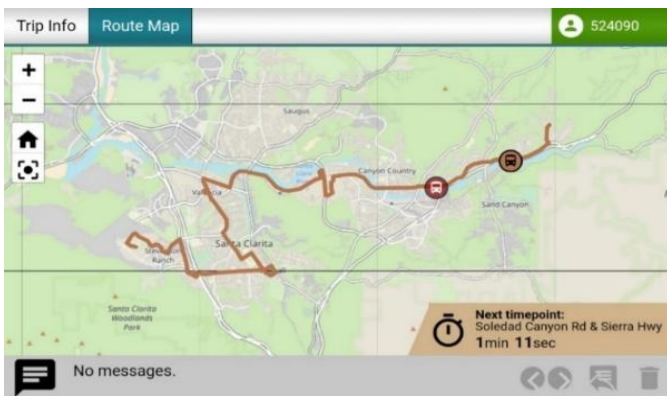 Trip Info
Route Map
524090
+
−
Saugus
Canyon Country
Valencia
Sand Canyon
Santa Clarita
Stevenson
Ranch
Santa Clarita
Woodlands
Park
Next timepoint:
Soledad Canyon Rd & Sierra Hwy
1min 11sec
No messages.